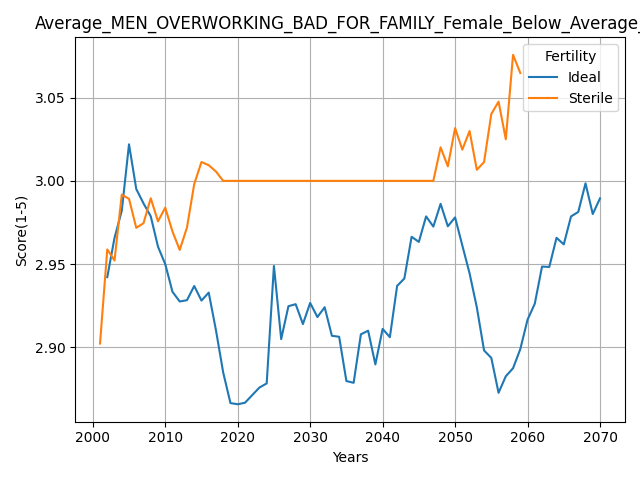 Average_MEN_OVERWORKING_BAD_FOR_FAMILY_Female_Below_Average_
Fertility
Ideal
Sterile
Score(1-5)
3.05
3.00
2.95
2.90
2000 2010 2020 2030 2040 2050 2060 2070
Years